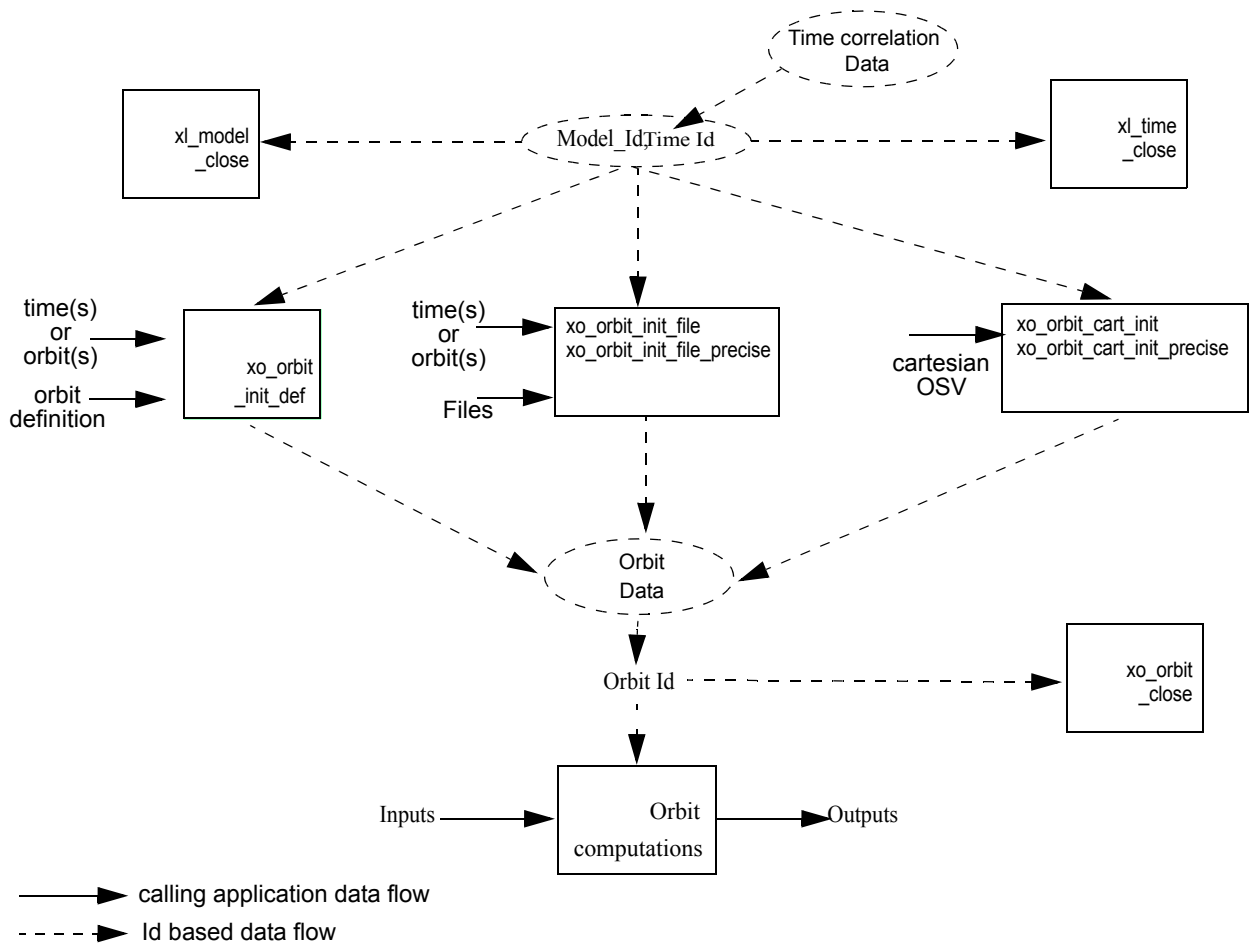 Time correlation
Data
xl_model
_close
Model_Id,Time Id
xl_time
_close
time(s)
or
orbit(s)
orbit
definition
xo_orbit
_init_def
time(s)
or
orbit(s)
Files
xo_orbit_init_file
xo_orbit_init_file_precise
cartesian
OSV
xo_orbit_cart_init
xo_orbit_cart_init_precise
Orbit
Data
Orbit Id
xo_orbit
_close
Inputs
Orbit
computations
Outputs
calling application data flow
Id based data flow